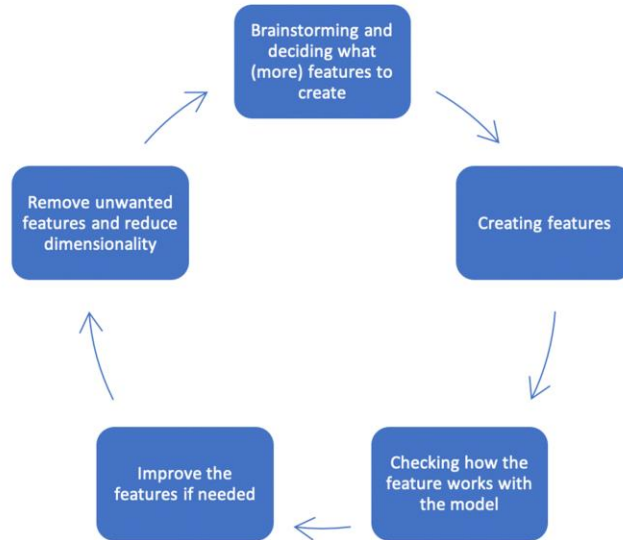 Brainstorming and
deciding what
(more) features to
create
Creating features
Checking how the
feature works with
the model
Improve the
features if needed
Remove unwanted
features and reduce
dimensionality